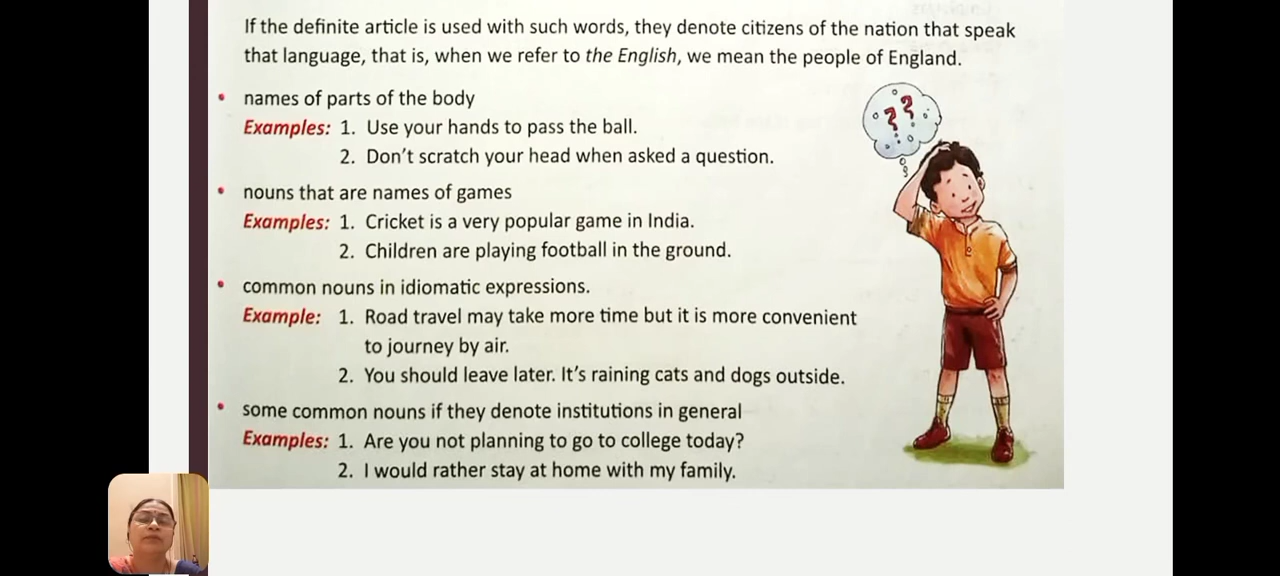 If the definite article is used with such words, they denote citizens of the nation that speak
that language, that is, when we refer to the English, we mean the people of England.
• names of parts of the body
Examples: 1. Use your hands to pass the ball.
2. Don't scratch your head when asked a question.
• nouns that are names of games
Examples: 1. Cricket is a very popular game in India.
2. Children are playing football in the ground.
• common nouns in idiomatic expressions.
Example: 1. Road travel may take more time but it is more convenient
to journey by air.
2. You should leave later. It's raining cats and dogs outside.
• some common nouns if they denote institutions in general
Examples: 1. Are you not planning to go to college today?
2. I would rather stay at home with my family.
??